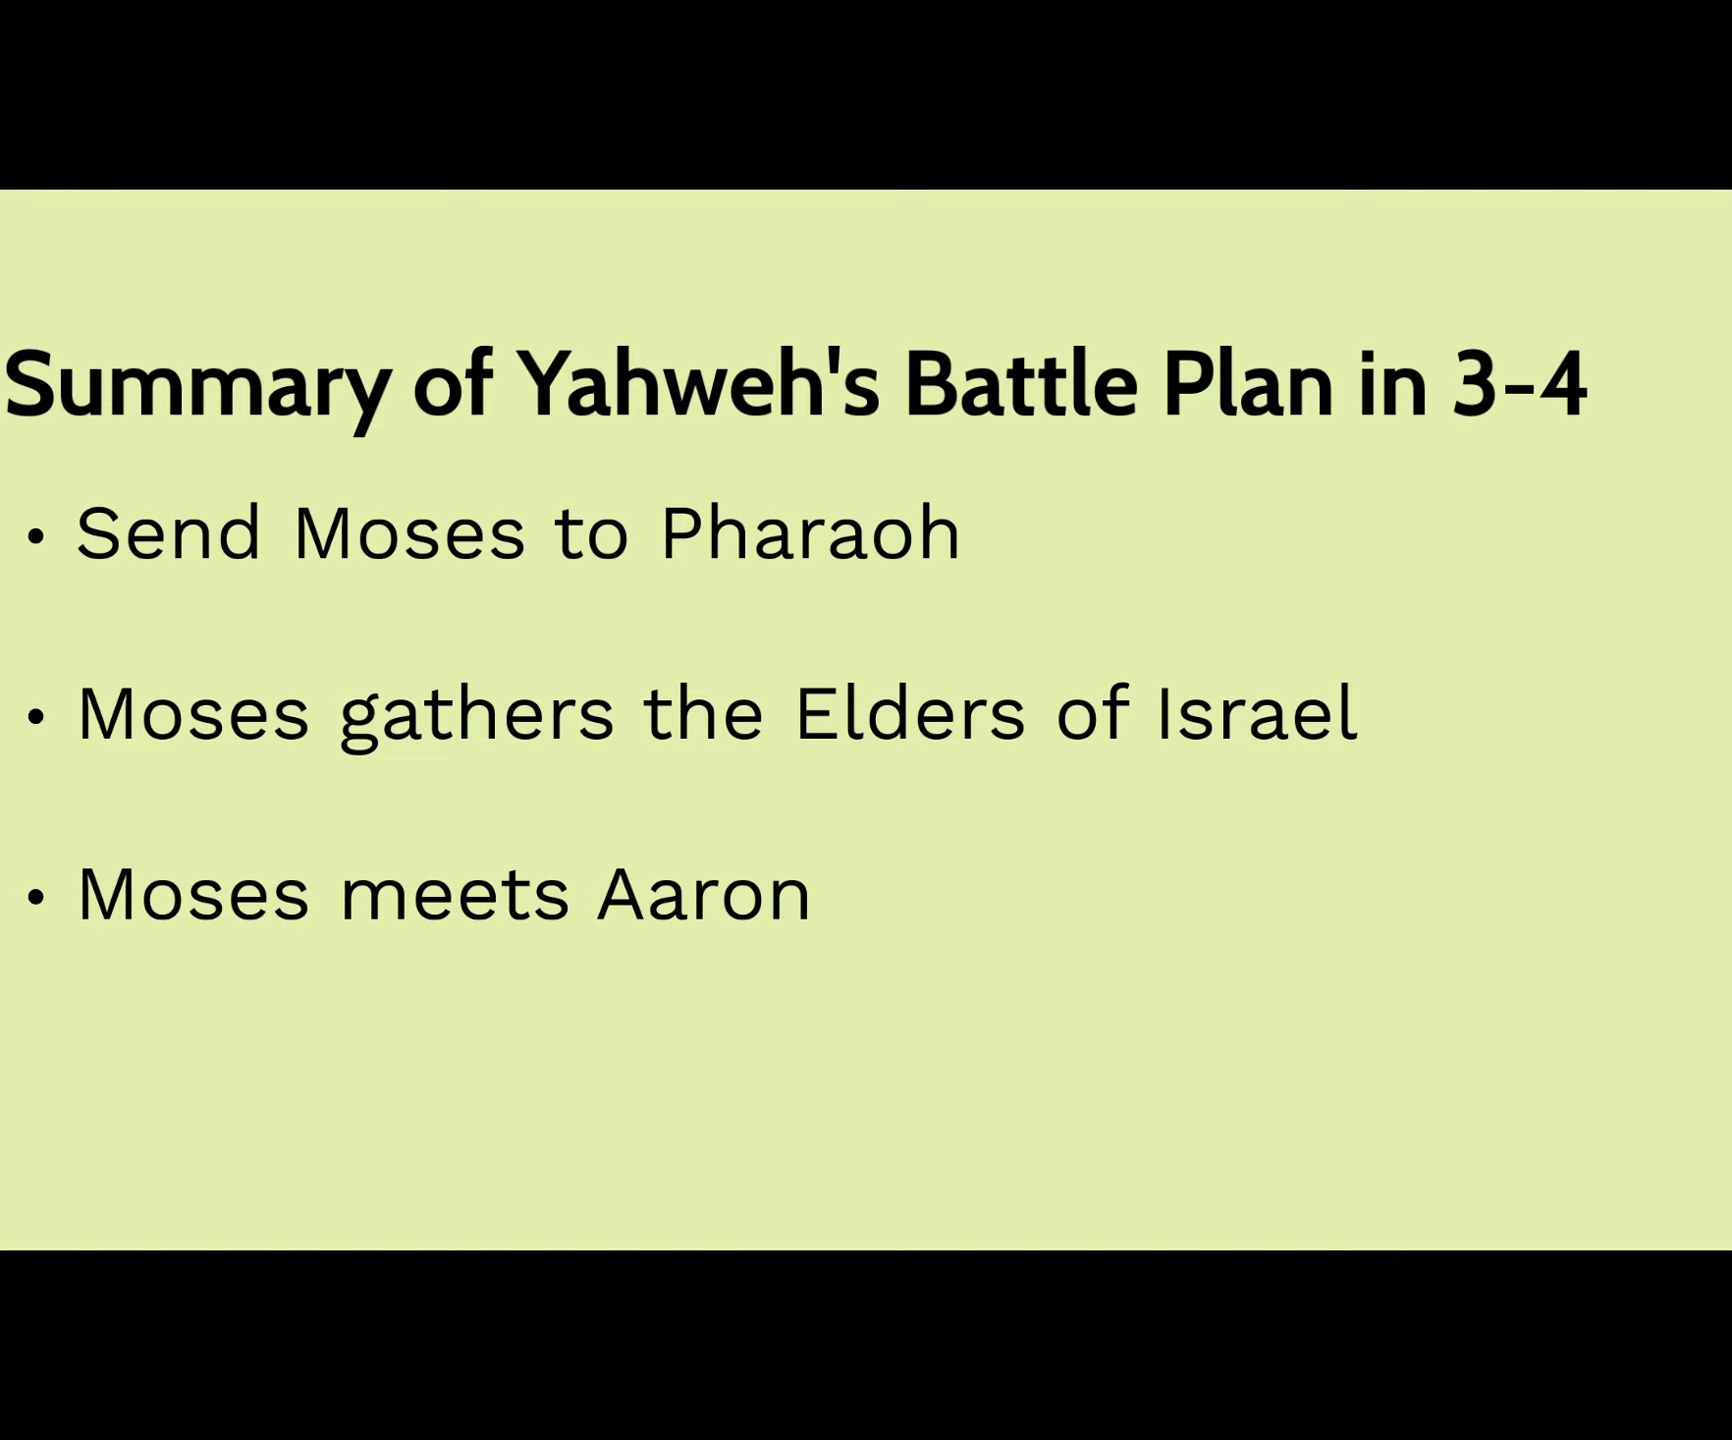 Summary of Yahweh's Battle Plan in 3-4
• Send Moses to Pharaoh
• Moses gathers the Elders of Israel
• Moses meets Aaron